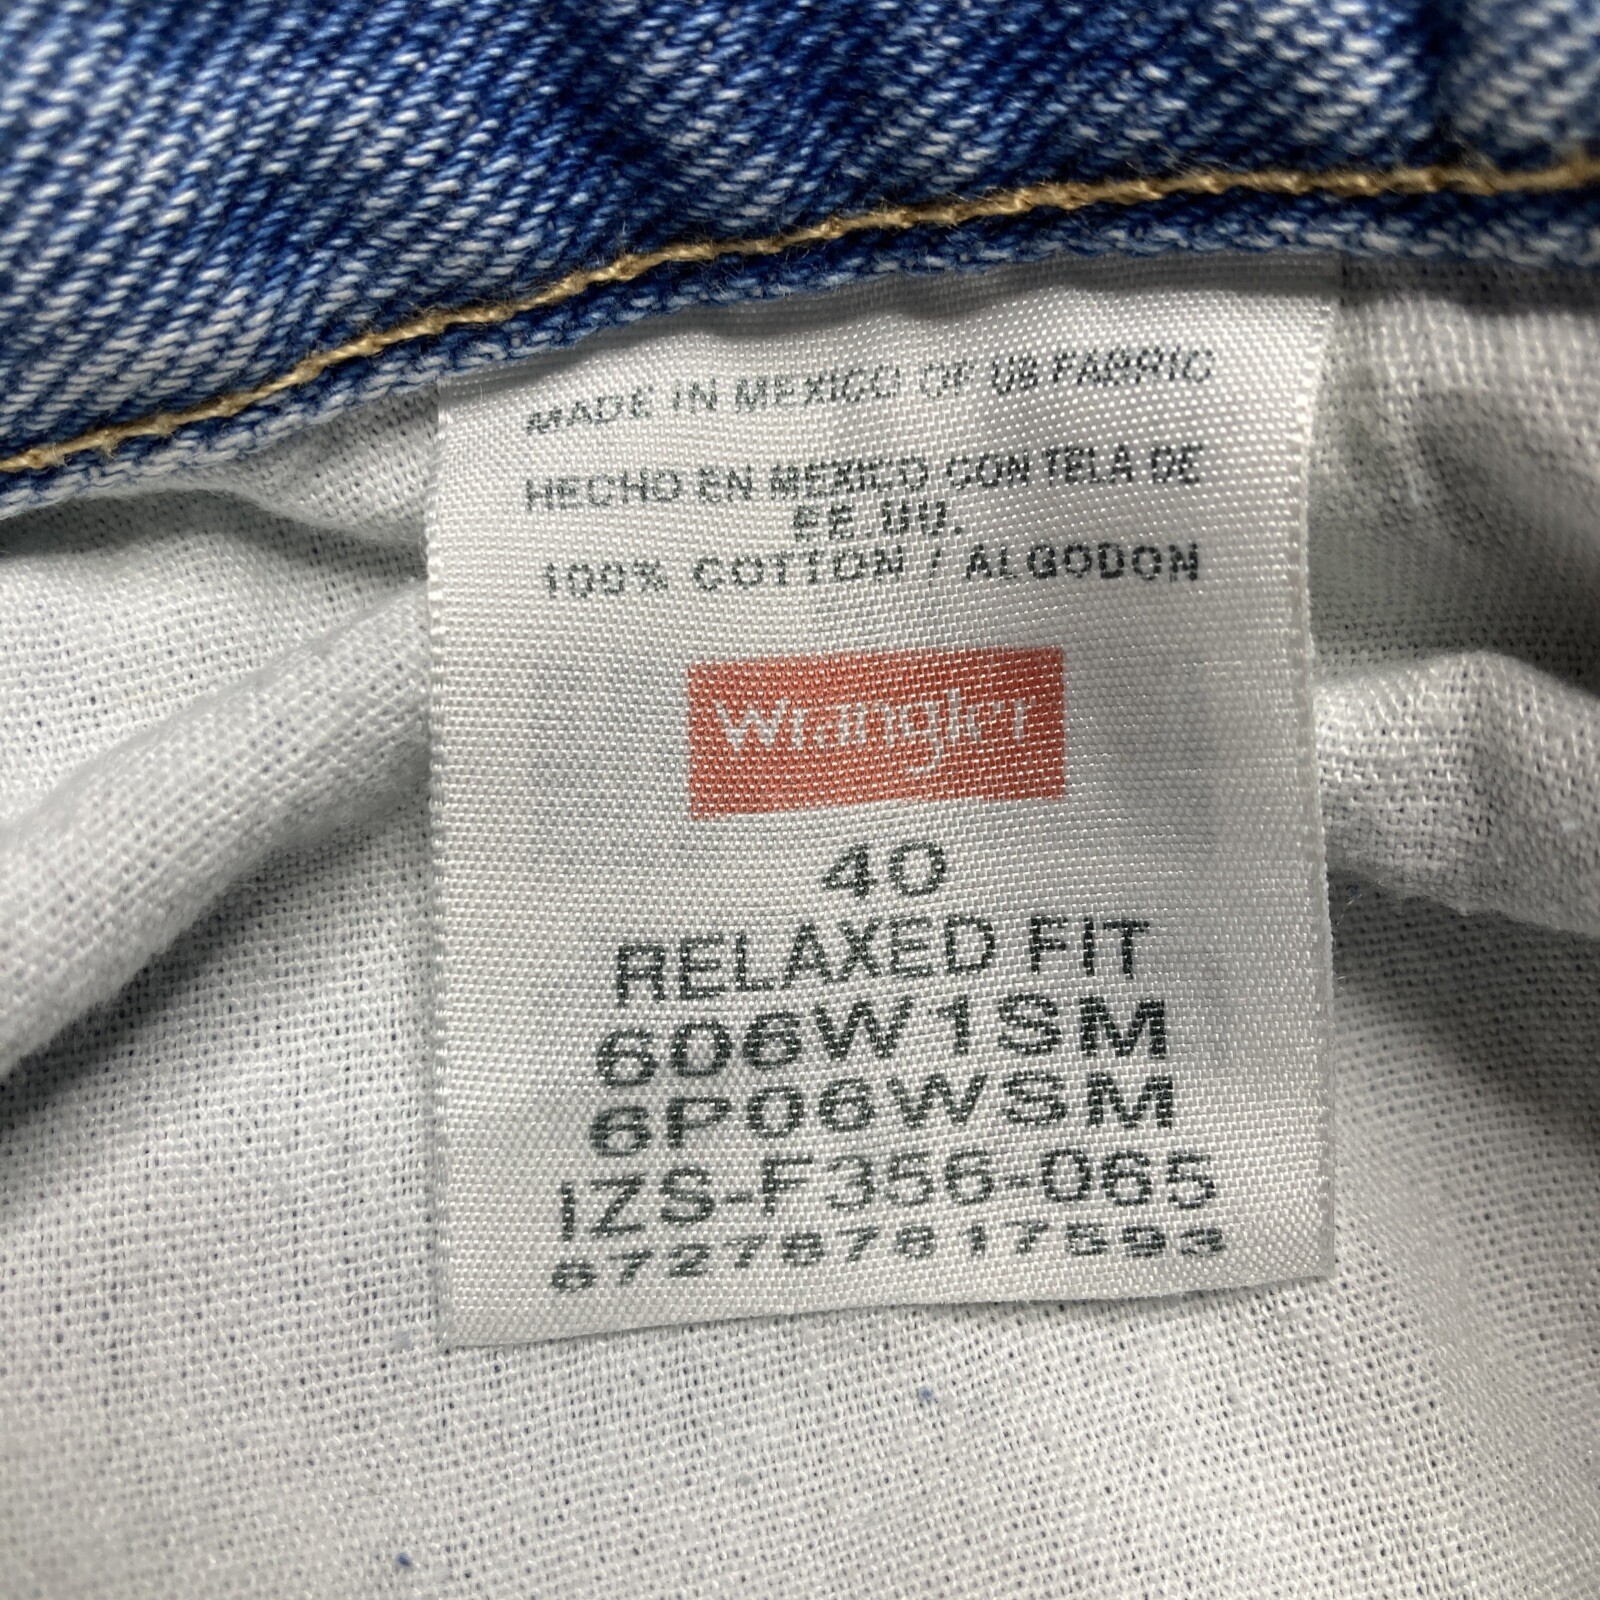 MADE IN MEXICO OF US FABRIC
HECHO EN MEXICO CON TELA DE
EE.UU.
100% COTTON / ALGODON
Wrangler
40
RELAXED FIT
606W1SM
6P06WSM
IZS-F356-065
872787817593